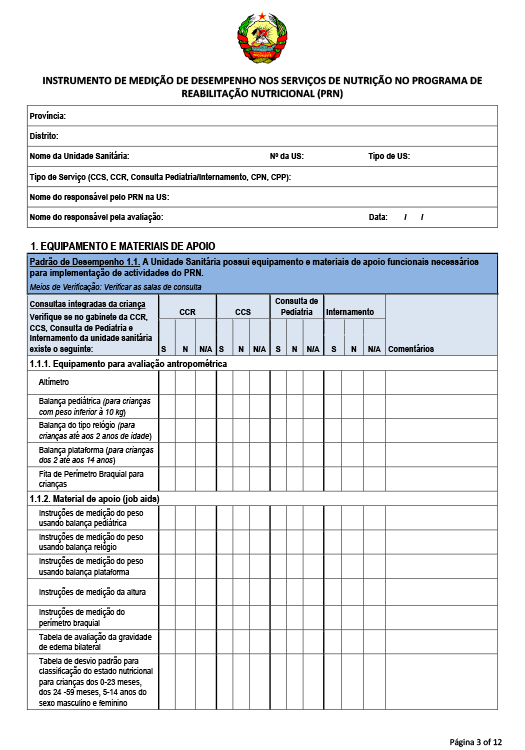 INSTRUMENTO DE MEDIÇÃO DE DESEMPENHO NOS SERVIÇOS DE NUTRIÇÃO NO PROGRAMA DE
REABILITAÇÃO NUTRICIONAL (PRN)
Província:
Distrito:
Nome da Unidade Sanitária: Nº da US: Tipo de US:
Tipo de Serviço (CCS, CCR, Consulta Pediatria/Internamento, CPN, CPP):
Nome do responsável pelo PRN na US:
Nome do responsável pela avaliação: Data: / /
1. EQUIPAMENTO E MATERIAIS DE APOIO
Padrão de Desempenho 1.1. A Unidade Sanitária possui equipamento e materiais de apoio funcionais necessários
para implementação de actividades do PRN.
Meios de Verificação: Verificar as salas de consulta
Consultas integradas da criança
Verifique se no gabinete da CCR,
CCS, Consulta de Pediatria e
Internamento da unidade sanitária
existe o seguinte:
CCR
CCS
Consulta de
Pediatria
Internamento
S N N/A S N N/A S N N/A S N N/A Comentários
1.1.1. Equipamento para avaliação antropométrica
Altímetro
Balança pediátrica (para crianças
com peso inferior à 10 kg)
Balança do tipo relógio (para
crianças até aos 2 anos de idade)
Balança plataforma (para crianças
dos 2 até aos 14 anos)
Fita de Perímetro Braquial para
crianças
1.1.2. Material de apoio (job aids)
Instruções de medição do peso
usando balança pediátrica
Instruções de medição do peso
usando balança relógio
Instruções de medição do peso
usando balança plataforma
Instruções de medição da altura
Instruções de medição do
perímetro braquial
Tabela de avaliação da gravidade
de edema bilateral
Tabela de desvio padrão para
classificação do estado nutricional
para crianças dos 0-23 meses,
dos 24 -59 meses, 5-14 anos do
sexo masculino e feminino
Página 3 of 12